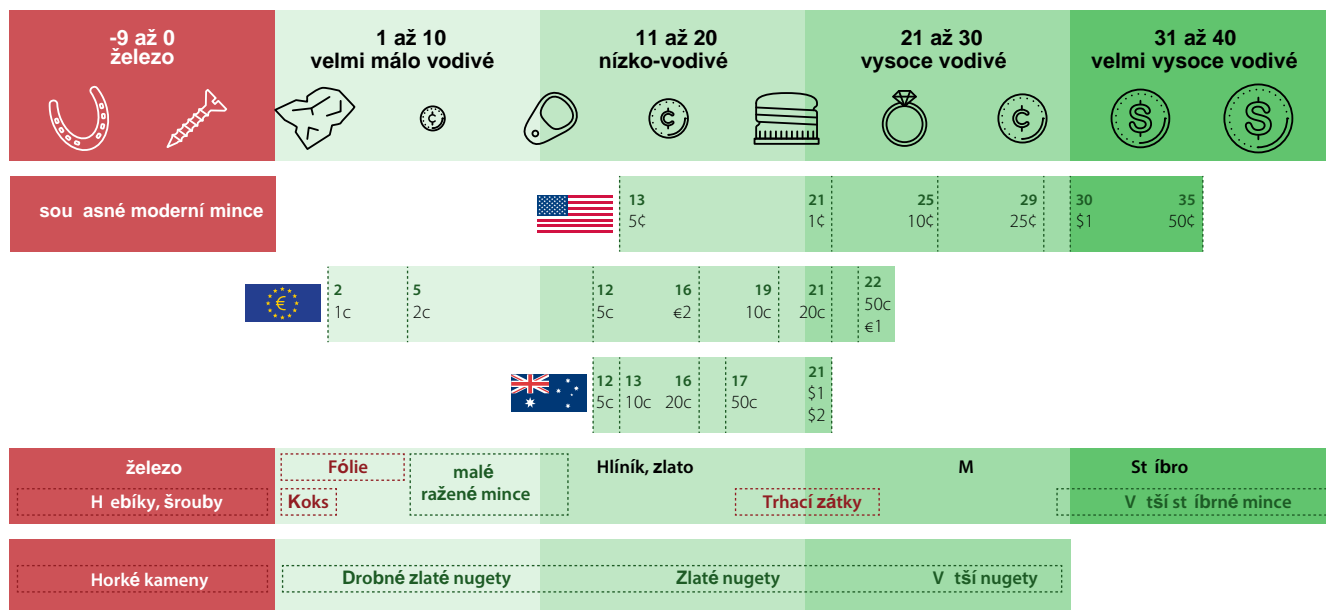 -9 až 0
železo
1 až 10
velmi málo vodivé
11 až 20
nízko-vodivé
21 až 30
vysoce vodivé
31 až 40
velmi vysoce vodivé
¢
¢
¢
$
$
sou asné moderní mince
13
5¢
21
1¢
25
10¢
29
25¢
30
$1
35
50¢
€
2
1c
5
2c
12
5c
16
€2
19
10c
21
20c
22
50c
€1
12
5c
13
10c
16
20c
17
50c
21
$1
$2
železo
H ebíky, šrouby
Fólie
Koks
malé
ražené mince
Hliník, zlato
Trhací zátky
M
St íbro
V tší st íbrné mince
Horké kameny
Drobné zlaté nugety
Zlaté nugety
V tší nugety